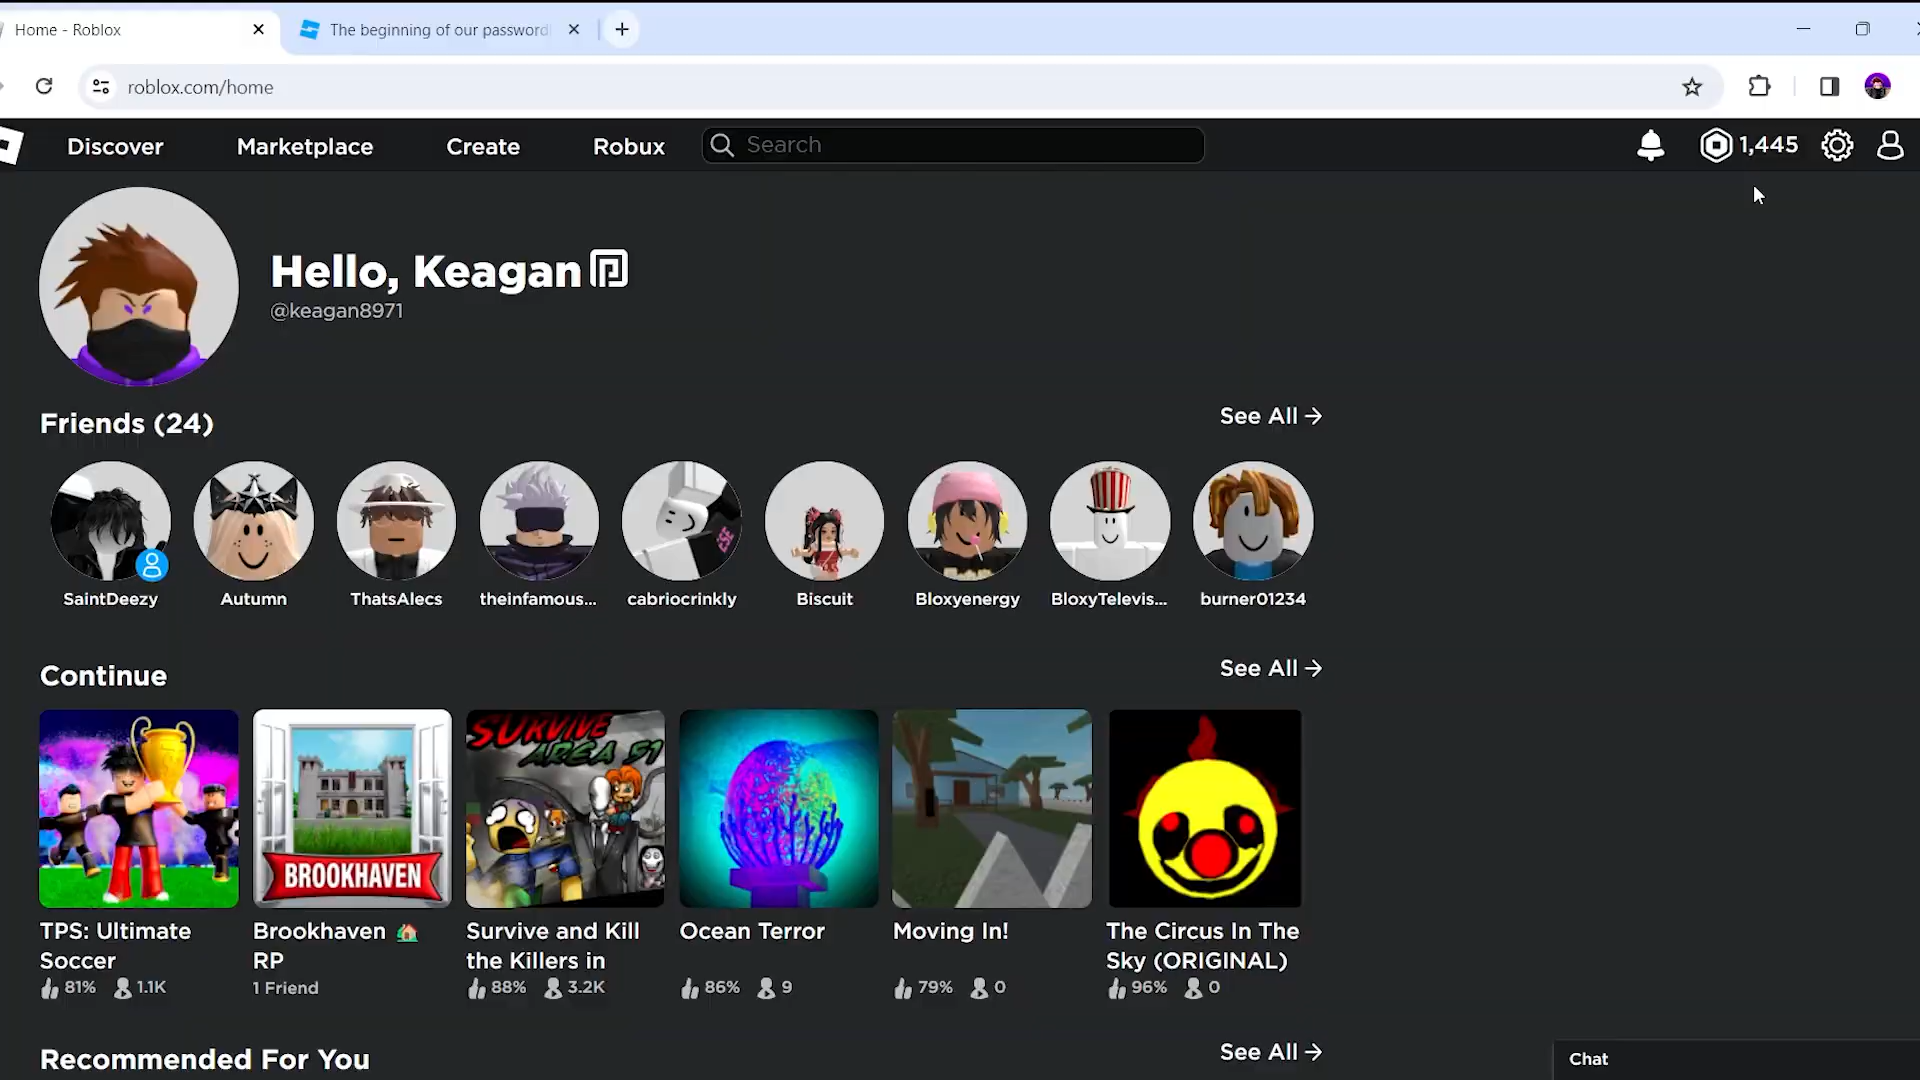 Home - Roblox
The beginning of our password
roblox.com/home
Discover Marketplace Create Robux Search 1,445
Hello, Keagan
@keagan8971
Friends (24) See All →
SaintDeezy Autumn ThatsAlecs theinfamous... cabriocrinkly Biscuit Bloxyenergy BloxyTelevis... burner01234
Continue See All →
SURVIVE
AREA 51
BROOKHAVEN
TPS: Ultimate Soccer
81% 1.1K
Brookhaven 🏠 RP
1 Friend
Survive and Kill the Killers in
88% 3.2K
Ocean Terror
86% 9
Moving In!
79% 0
The Circus In The Sky (ORIGINAL)
96% 0
Recommended For You See All →
Chat